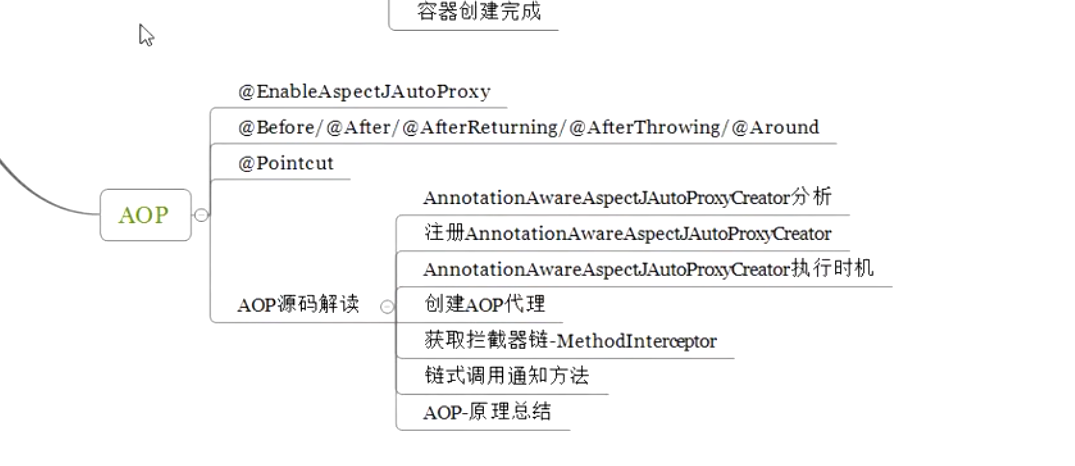 容器创建完成
@EnableAspectJAutoProxy
@Before/@After/@AfterReturning/@AfterThrowing/@Around
@Pointcut
AOP
AOP源码解读
AnnotationAwareAspectJAutoProxyCreator分析
注册AnnotationAwareAspectJAutoProxyCreator
AnnotationAwareAspectJAutoProxyCreator执行时机
创建AOP代理
获取拦截器链-MethodInterceptor
链式调用通知方法
AOP-原理总结